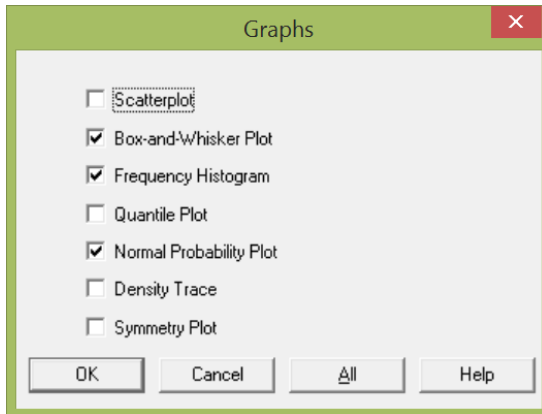 Graphs
Scatterplot
Box-and-Whisker Plot
Frequency Histogram
Quantile Plot
Normal Probability Plot
Density Trace
Symmetry Plot
OK Cancel All Help